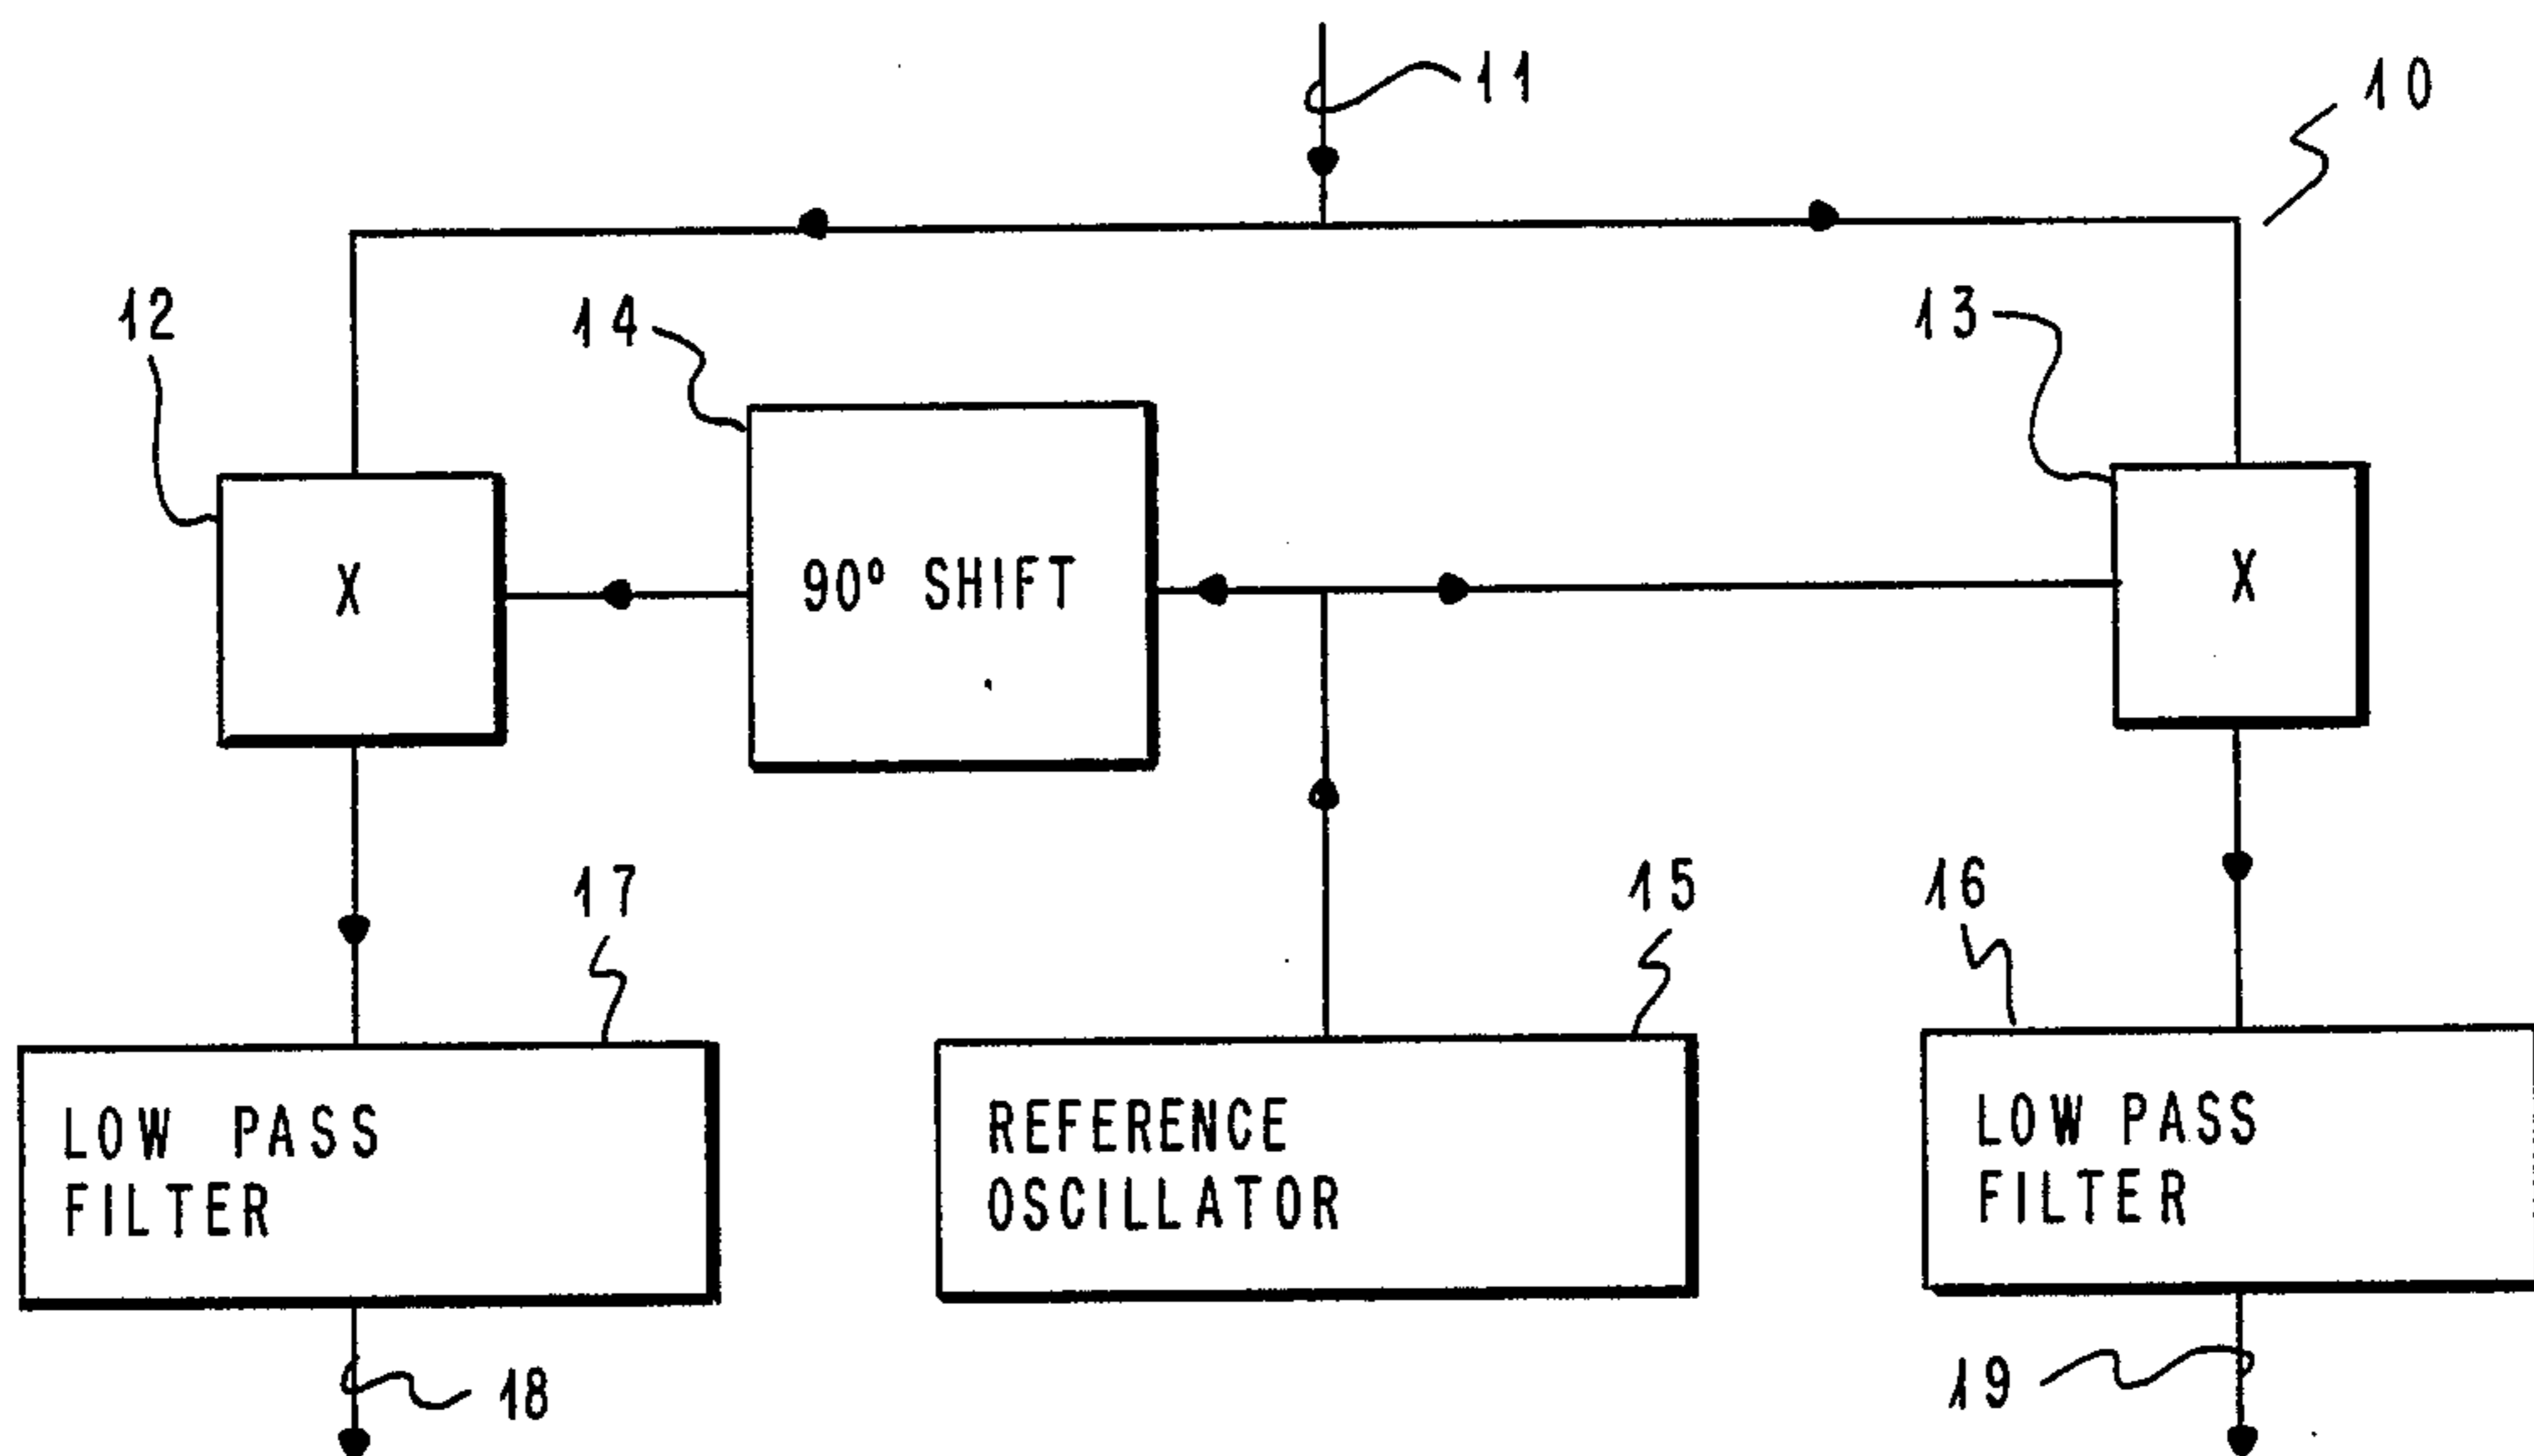 11
10
12
14
13
X
90° SHIFT
X
17
15
16
LOW PASS
FILTER
REFERENCE
OSCILLATOR
LOW PASS
FILTER
18
19